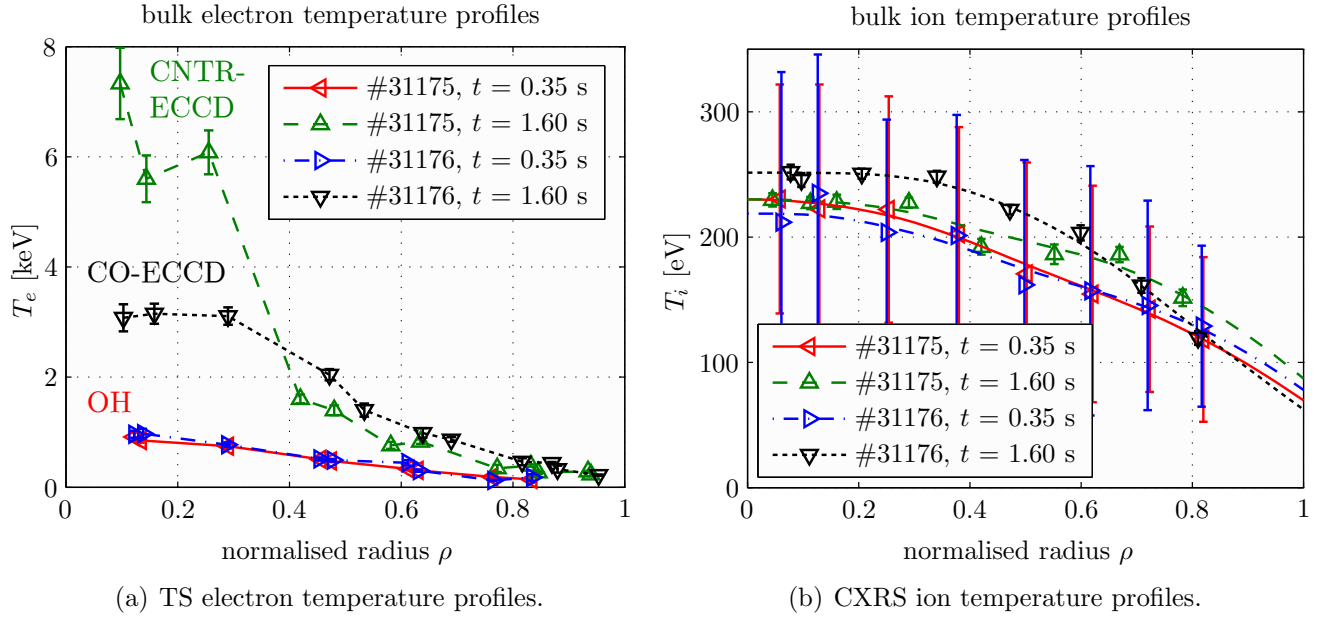 bulk electron temperature profiles
8
6
4
2
0
T_e [keV]
CNTR-
ECCD
CO-ECCD
OH
#31175, t = 0.35 s
#31175, t = 1.60 s
#31176, t = 0.35 s
#31176, t = 1.60 s
0 0.2 0.4 0.6 0.8 1
normalised radius ρ
(a) TS electron temperature profiles.
bulk ion temperature profiles
300
200
100
0
T_i [eV]
#31175, t = 0.35 s
#31175, t = 1.60 s
#31176, t = 0.35 s
#31176, t = 1.60 s
0 0.2 0.4 0.6 0.8 1
normalised radius ρ
(b) CXRS ion temperature profiles.